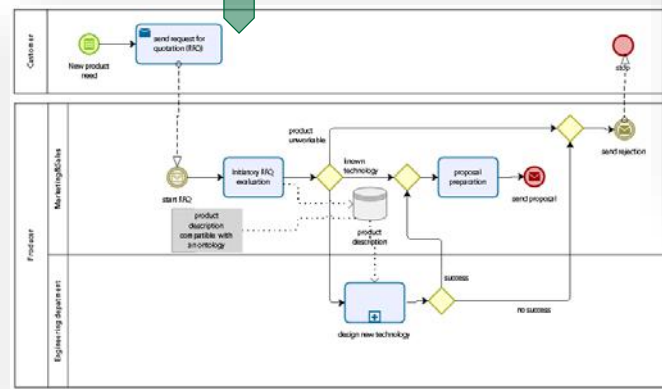 Customer
New product
need
send request for
quotation (RFQ)
stop
Producer
Marketing&Sales
start RFQ
Initiatory RFQ
evaluation
product
unworkable
known
technology
proposal
preparation
send proposal
send rejection
product
description
compatible with
an ontology
product
description
Engineering department
design new technology
success
no success